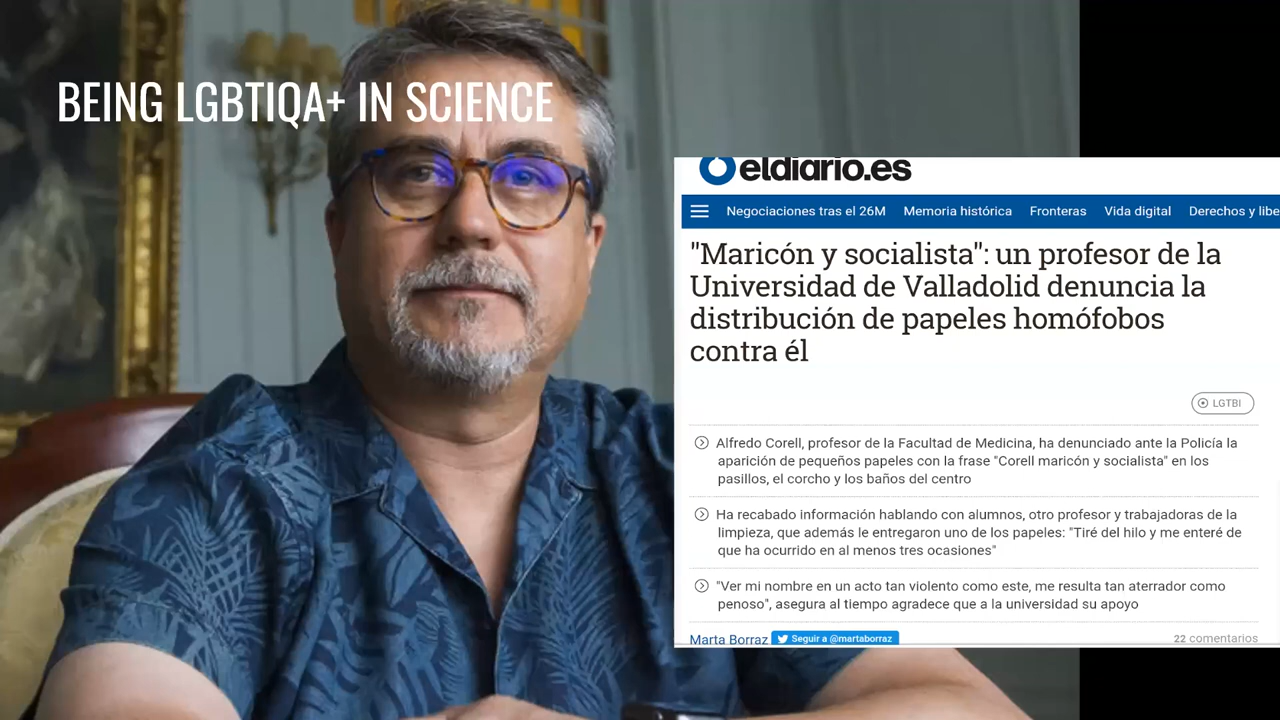 BEING LGBTIQA+ IN SCIENCE
eldiario.es
Negociaciones tras el 26M Memoria histórica Fronteras Vida digital Derechos y libe
"Maricón y socialista": un profesor de la
Universidad de Valladolid denuncia la
distribución de papeles homófobos
contra él
LGTBI
Alfredo Corell, profesor de la Facultad de Medicina, ha denunciado ante la Policía la
aparición de pequeños papeles con la frase "Corell maricón y socialista" en los
pasillos, el corcho y los baños del centro
Ha recabado información hablando con alumnos, otro profesor y trabajadoras de la
limpieza, que además le entregaron uno de los papeles: "Tiré del hilo y me enteré de
que ha ocurrido en al menos tres ocasiones"
"Ver mi nombre en un acto tan violento como este, me resulta tan aterrador como
penoso", asegura al tiempo agradece que a la universidad su apoyo
Marta Borraz Seguir a @martaborraz 22 comentarios